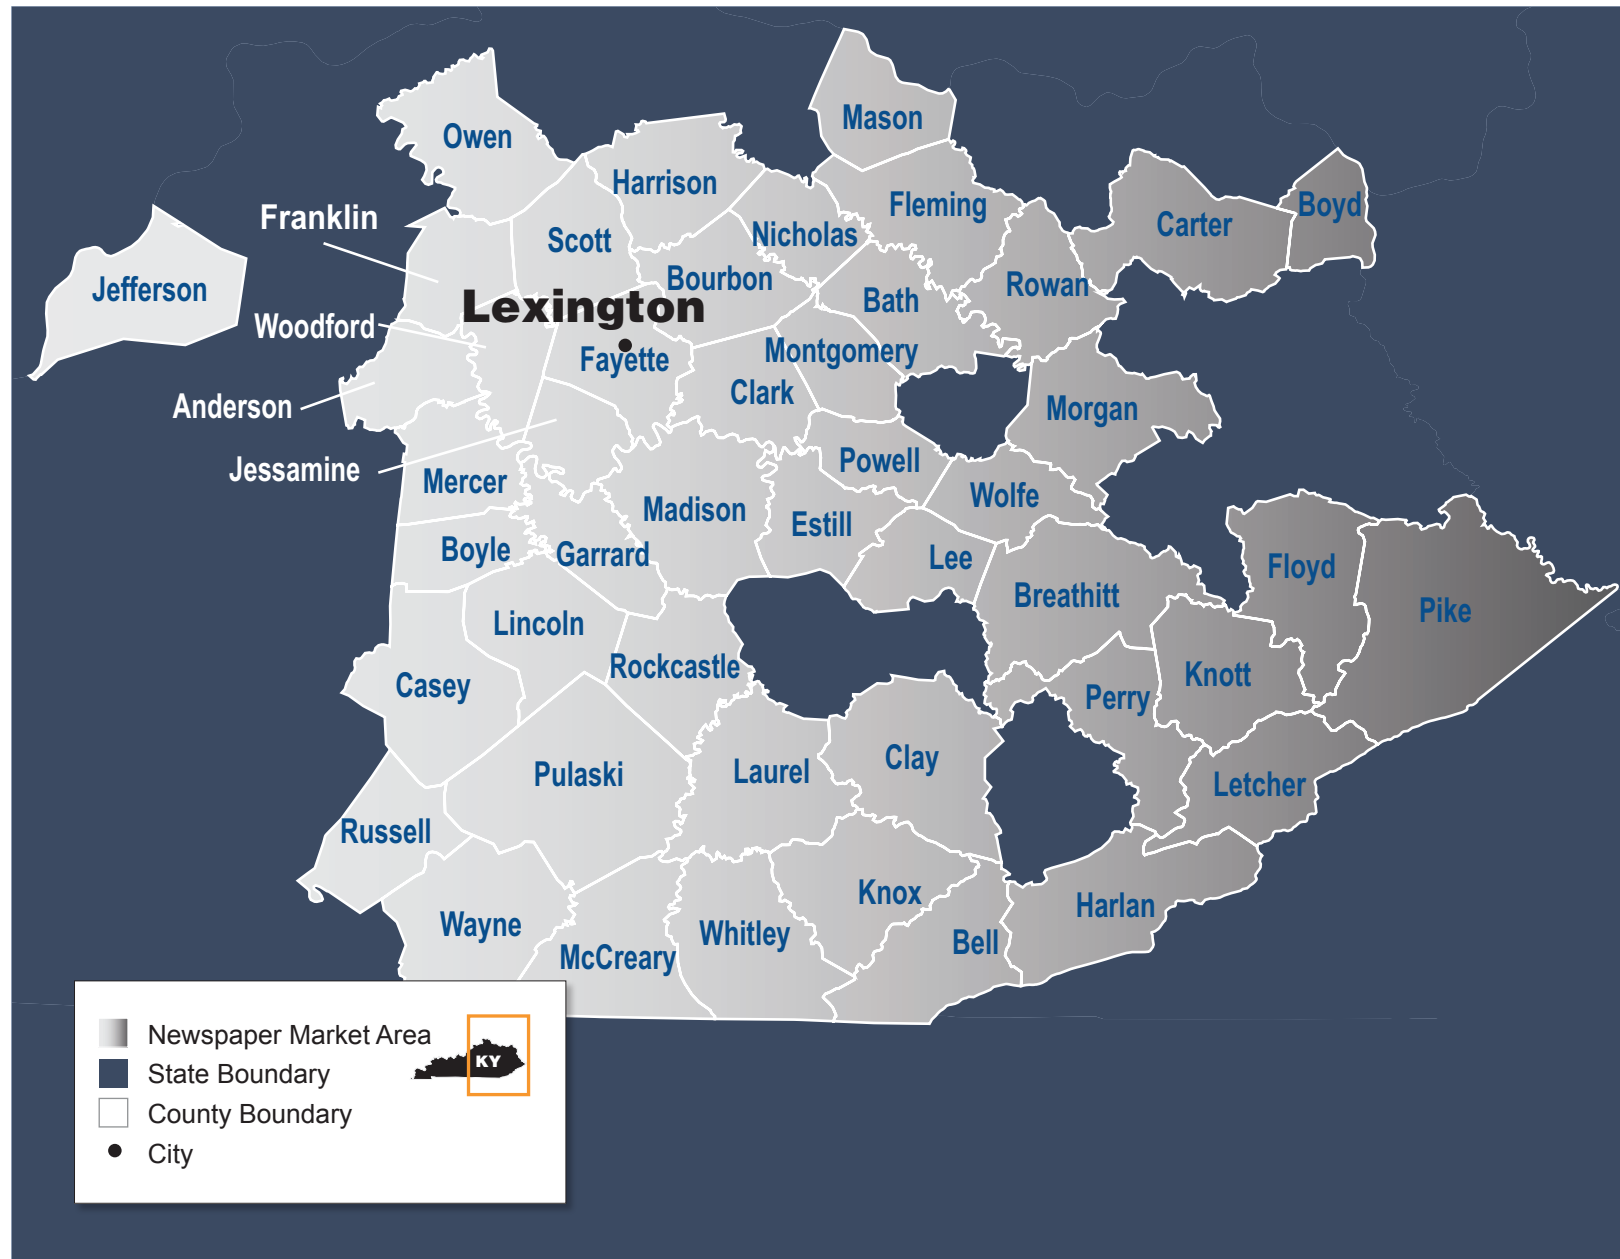 Mason
Owen
Harrison
Fleming
Boyd
Franklin
Carter
Nicholas
Scott
Bourbon
Rowan
Jefferson
Bath
Lexington
Woodford
Montgomery
Fayette
Clark
Anderson
Morgan
Powell
Jessamine
Mercer
Wolfe
Madison
Estill
Boyle
Garrard
Lee
Floyd
Breathitt
Pike
Lincoln
Rockcastle
Knott
Casey
Perry
Clay
Laurel
Pulaski
Letcher
Russell
Knox
Harlan
Wayne
Whitley
Bell
McCreary
Newspaper Market Area
KY
State Boundary
County Boundary
City